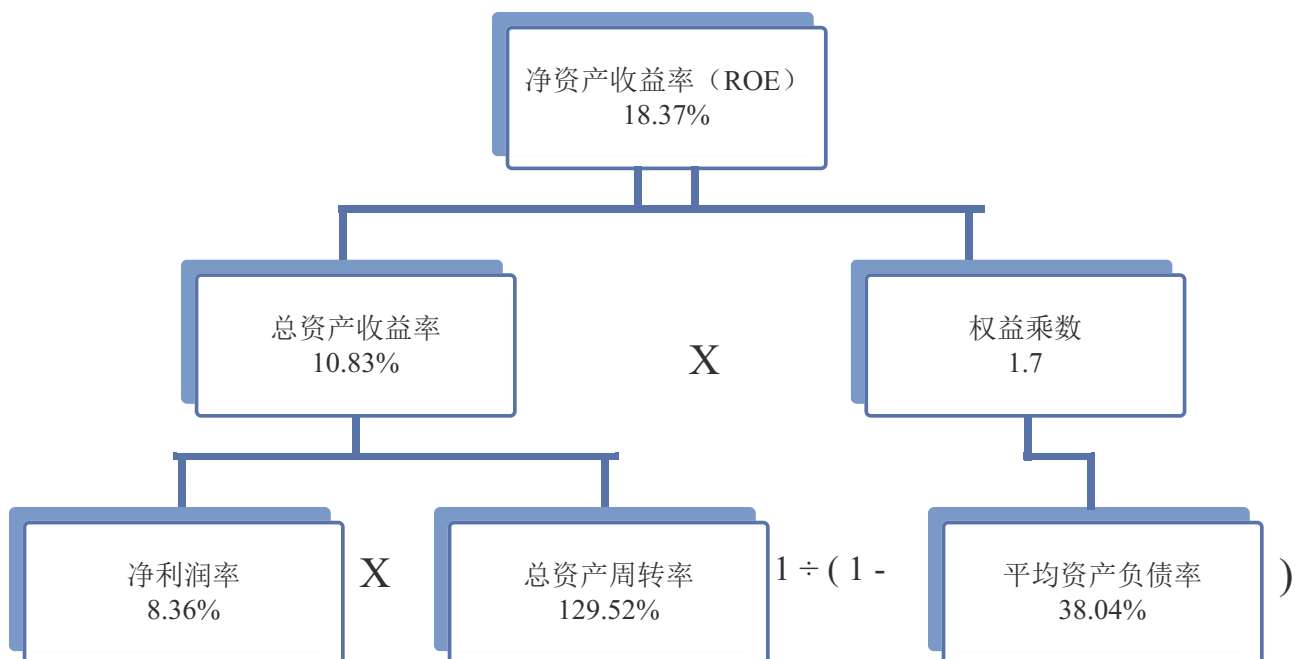 净资产收益率（ROE）
18.37%
总资产收益率
10.83%
X
权益乘数
1.7
净利润率
8.36%
X
总资产周转率
129.52%
1 ÷ ( 1 -
平均资产负债率
38.04%
)